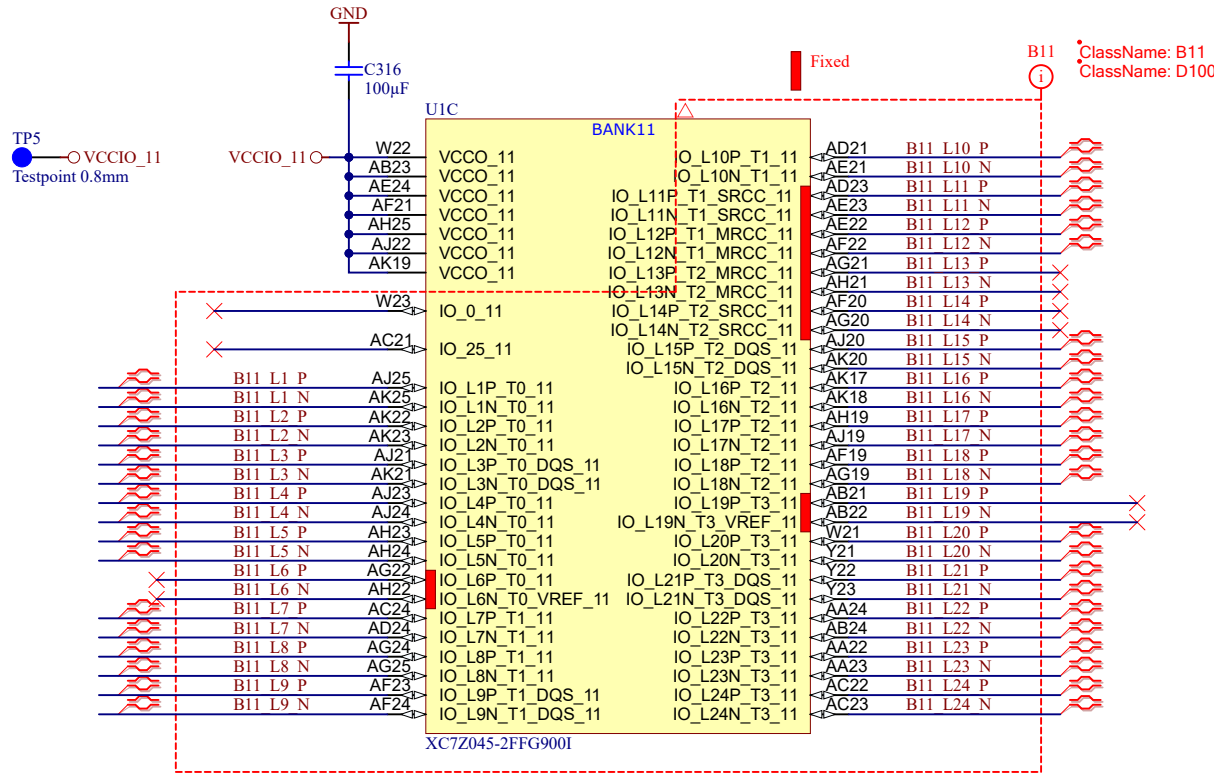 GND
C316
100µF
Fixed
B11
ClassName: B11
ClassName: D100
TP5
VCCIO_11
Testpoint 0.8mm
VCCIO_11
U1C
BANK11
W22 VCCO_11
AB23 VCCO_11
AE24 VCCO_11
AF21 VCCO_11
AH25 VCCO_11
AJ22 VCCO_11
AK19 VCCO_11
W23 IO_0_11
AC21 IO_25_11
B11_L1_P AJ25 IO_L1P_T0_11
B11_L1_N AK25 IO_L1N_T0_11
B11_L2_P AK22 IO_L2P_T0_11
B11_L2_N AK23 IO_L2N_T0_11
B11_L3_P AJ21 IO_L3P_T0_DQS_11
B11_L3_N AK21 IO_L3N_T0_DQS_11
B11_L4_P AJ23 IO_L4P_T0_11
B11_L4_N AJ24 IO_L4N_T0_11
B11_L5_P AH23 IO_L5P_T0_11
B11_L5_N AH24 IO_L5N_T0_11
B11_L6_P AG22 IO_L6P_T0_11
B11_L6_N AH22 IO_L6N_T0_VREF_11
B11_L7_P AC24 IO_L7P_T1_11
B11_L7_N AD24 IO_L7N_T1_11
B11_L8_P AG24 IO_L8P_T1_11
B11_L8_N AG25 IO_L8N_T1_11
B11_L9_P AF23 IO_L9P_T1_DQS_11
B11_L9_N AF24 IO_L9N_T1_DQS_11
IO_L10P_T1_11 AD21 B11_L10_P
IO_L10N_T1_11 AE21 B11_L10_N
IO_L11P_T1_SRCC_11 AD23 B11_L11_P
IO_L11N_T1_SRCC_11 AE23 B11_L11_N
IO_L12P_T1_MRCC_11 AE22 B11_L12_P
IO_L12N_T1_MRCC_11 AF22 B11_L12_N
IO_L13P_T2_MRCC_11 AG21 B11_L13_P
IO_L13N_T2_MRCC_11 AH21 B11_L13_N
IO_L14P_T2_SRCC_11 AF20 B11_L14_P
IO_L14N_T2_SRCC_11 AG20 B11_L14_N
IO_L15P_T2_DQS_11 AJ20 B11_L15_P
IO_L15N_T2_DQS_11 AK20 B11_L15_N
IO_L16P_T2_11 AK17 B11_L16_P
IO_L16N_T2_11 AK18 B11_L16_N
IO_L17P_T2_11 AH19 B11_L17_P
IO_L17N_T2_11 AJ19 B11_L17_N
IO_L18P_T2_11 AF19 B11_L18_P
IO_L18N_T2_11 AG19 B11_L18_N
IO_L19P_T3_11 AB21 B11_L19_P
IO_L19N_T3_VREF_11 AB22 B11_L19_N
IO_L20P_T3_11 W21 B11_L20_P
IO_L20N_T3_11 Y21 B11_L20_N
IO_L21P_T3_DQS_11 Y22 B11_L21_P
IO_L21N_T3_DQS_11 Y23 B11_L21_N
IO_L22P_T3_11 AA24 B11_L22_P
IO_L22N_T3_11 AB24 B11_L22_N
IO_L23P_T3_11 AA22 B11_L23_P
IO_L23N_T3_11 AA23 B11_L23_N
IO_L24P_T3_11 AC22 B11_L24_P
IO_L24N_T3_11 AC23 B11_L24_N
XC7Z045-2FFG900I